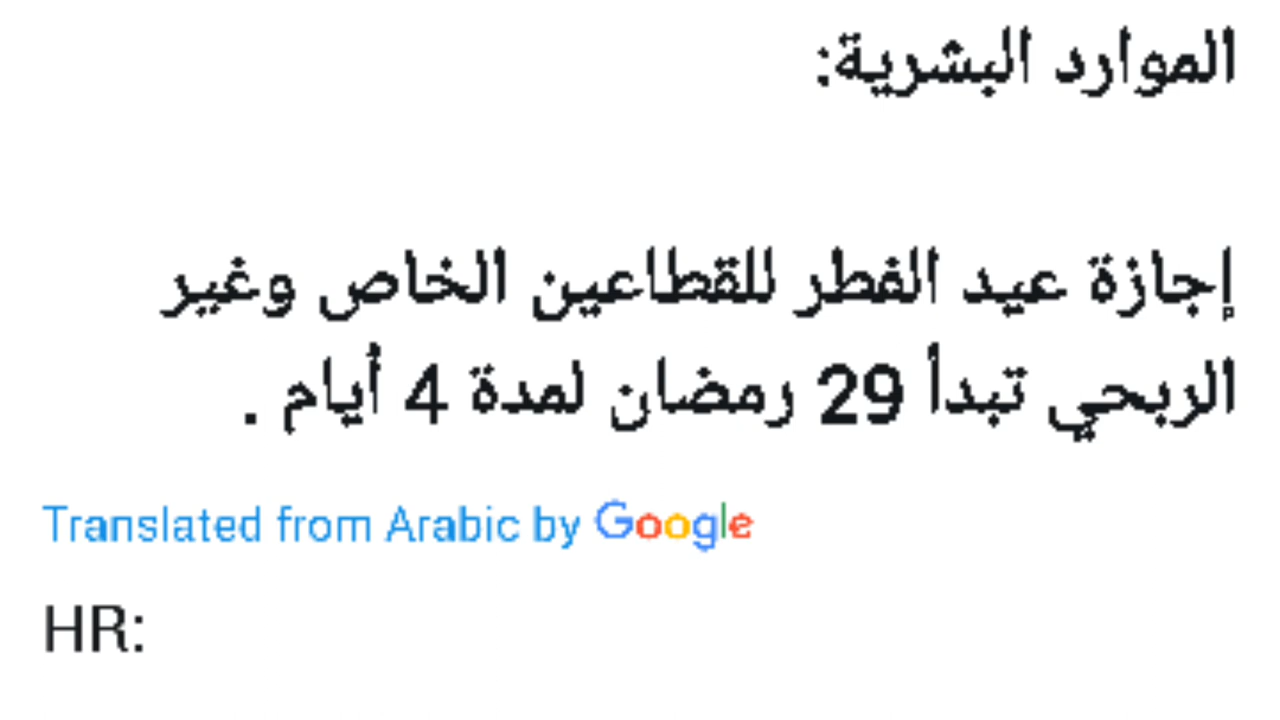 الموارد البشرية:
إجازة عيد الفطر للقطاعين الخاص وغير
الربحي تبدأ 29 رمضان لمدة 4 أيام .
Translated from Arabic by Google
HR: